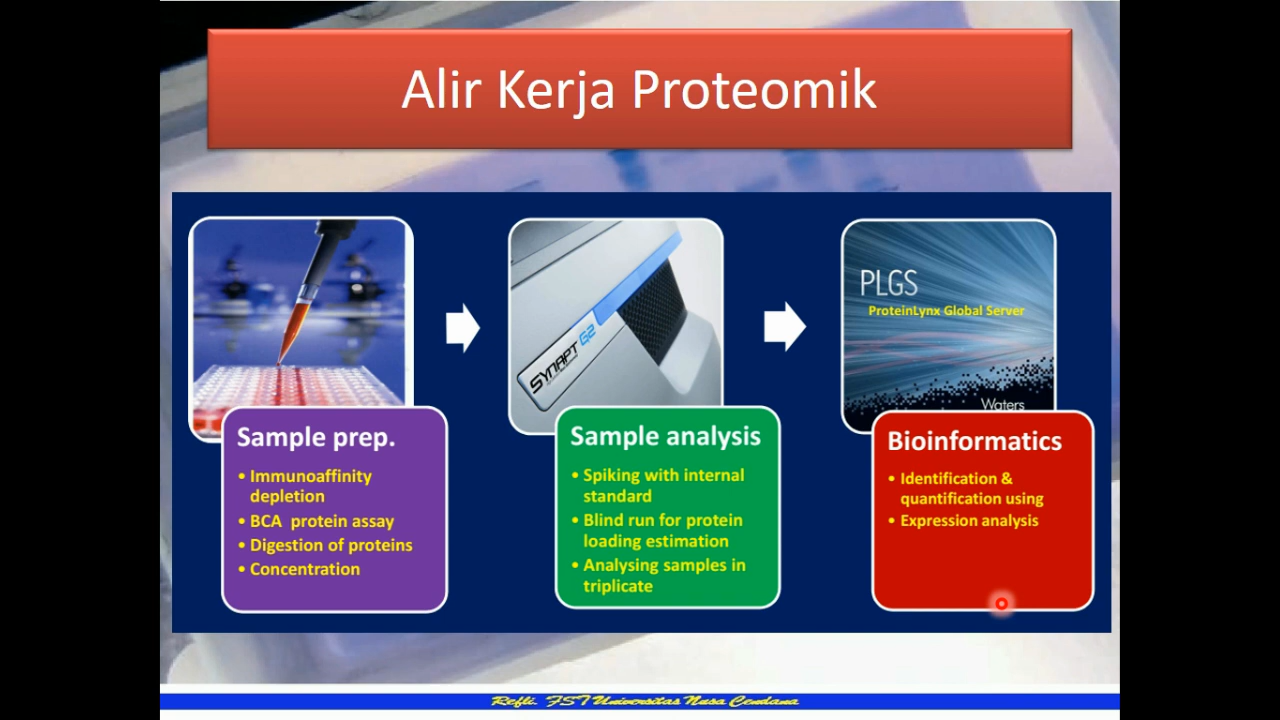 Alir Kerja Proteomik
SYNAPT G2
PLGS
ProteinLynx Global Server
Waters
Sample prep.
• Immunoaffinity
depletion
• BCA protein assay
• Digestion of proteins
• Concentration
Sample analysis
• Spiking with internal
standard
• Blind run for protein
loading estimation
• Analysing samples in
triplicate
Bioinformatics
• Identification &
quantification using
• Expression analysis
Refli. FST Universitas Nusa Cendana